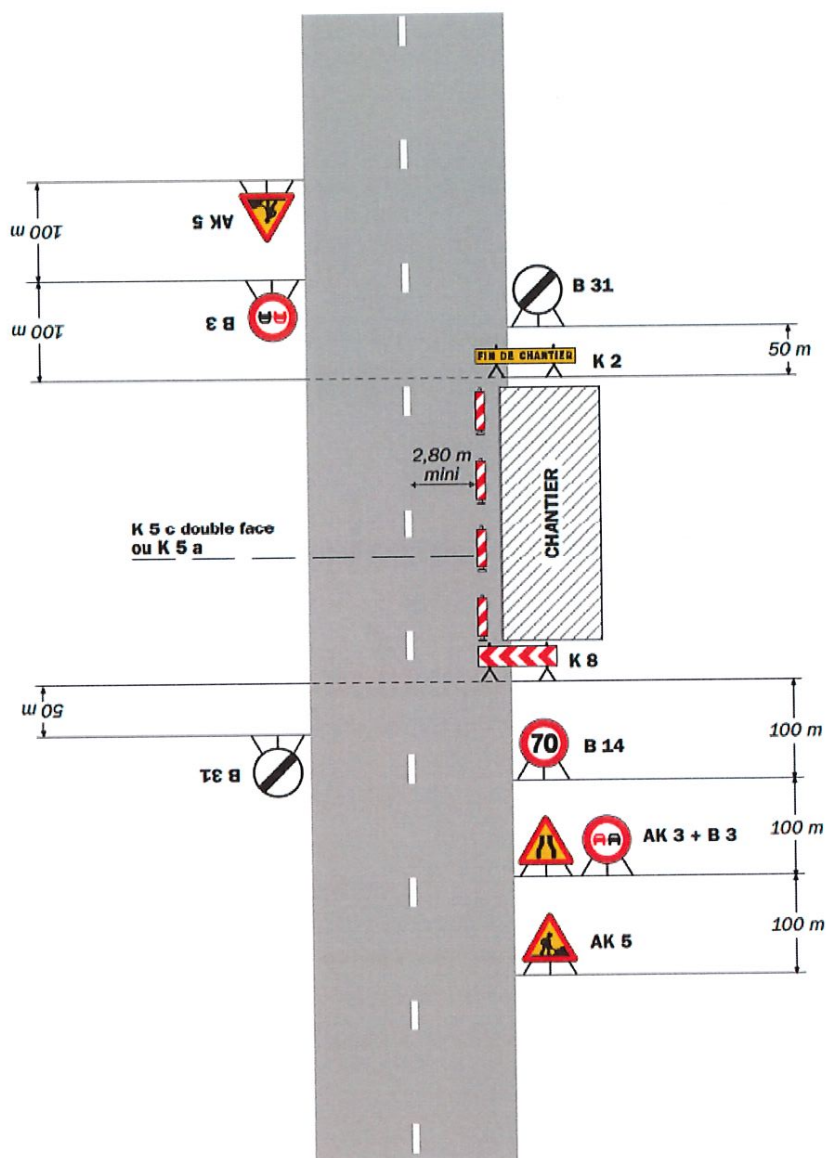 AK 5
100 m
B 3
100 m
B 31
50 m
FIN DE CHANTIER
K 2
2,80 m
mini
CHANTIER
K 5 c double face
ou K 5 a
K 8
50 m
B 31
70
B 14
100 m
AK 3 + B 3
100 m
AK 5
100 m